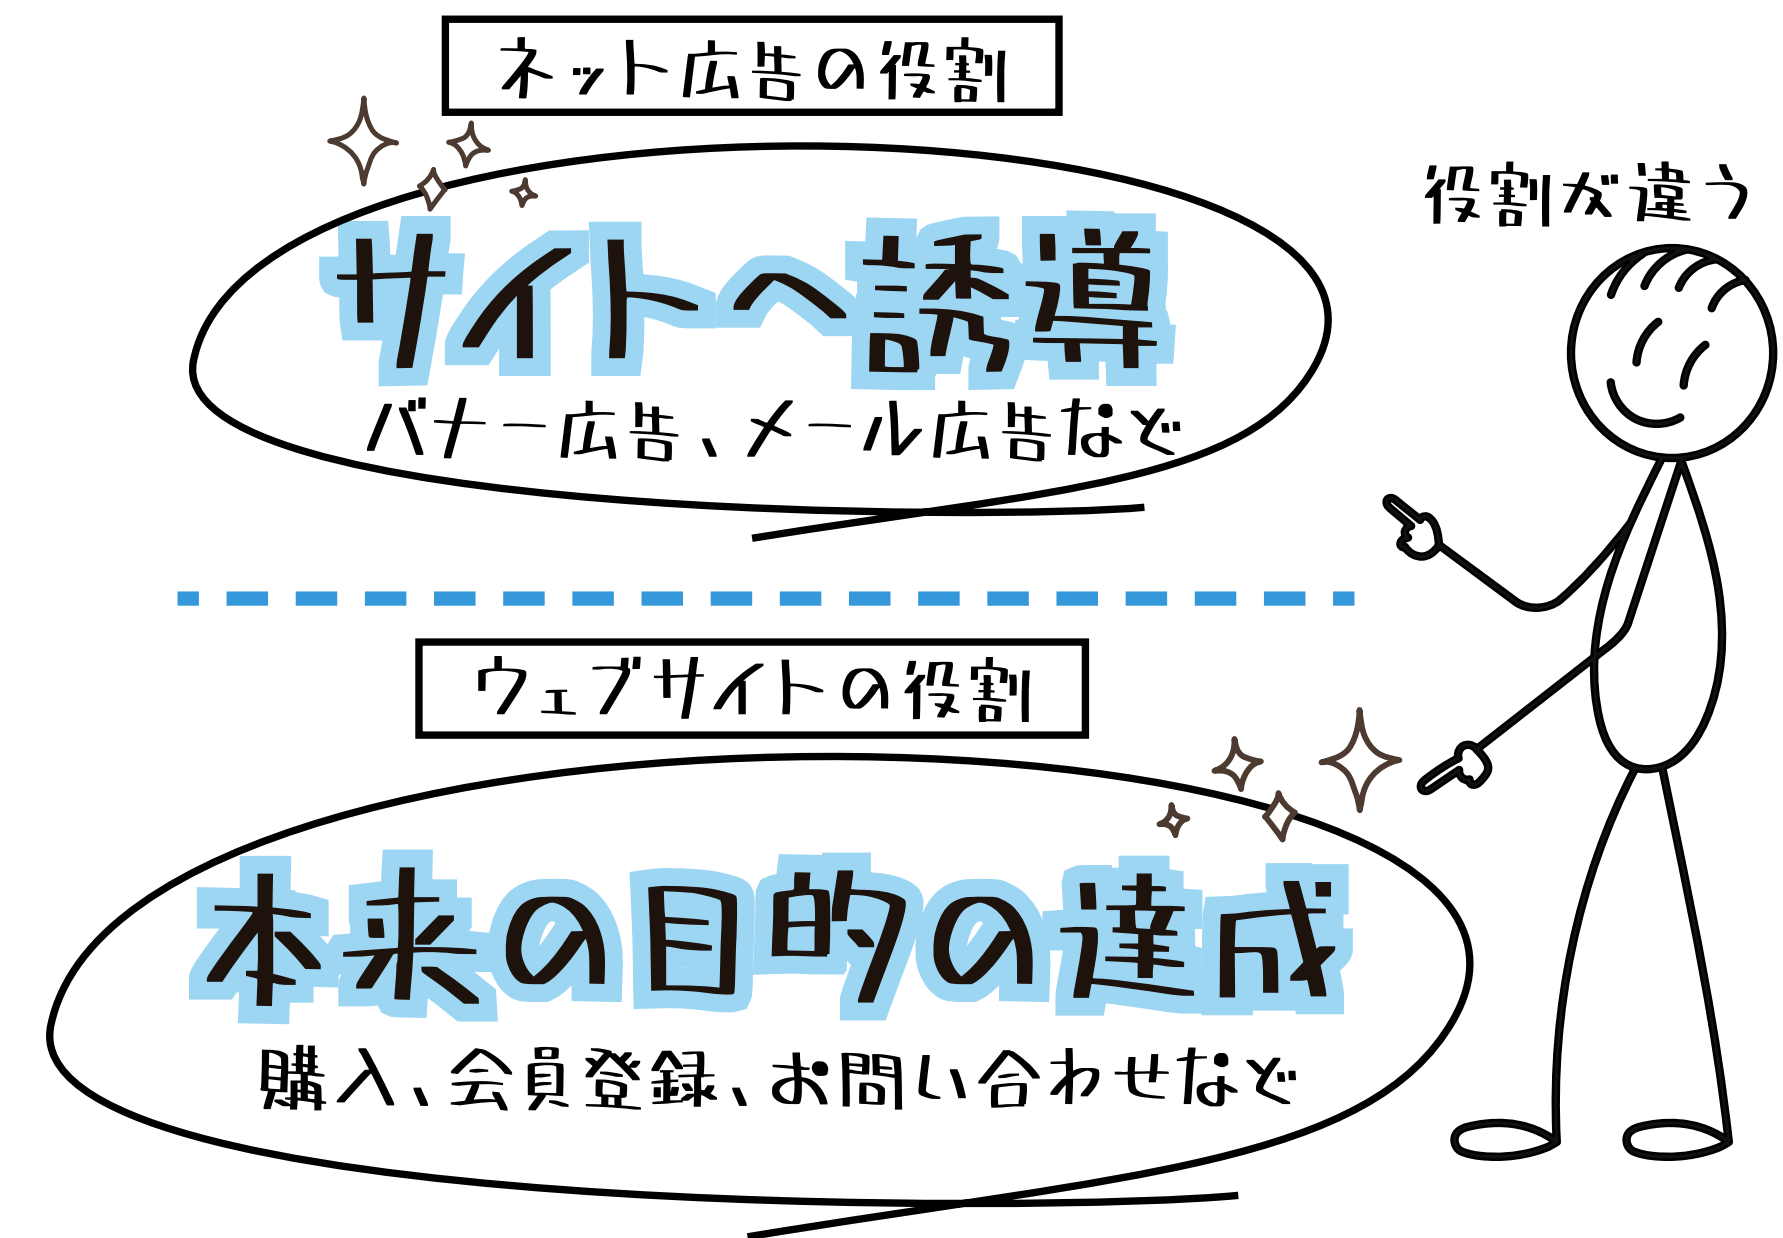 ネット広告の役割
サイトへ誘導
バナー広告、メール広告など
役割が違う
ウェブサイトの役割
本来の目的の達成
購入、会員登録、お問い合わせなど